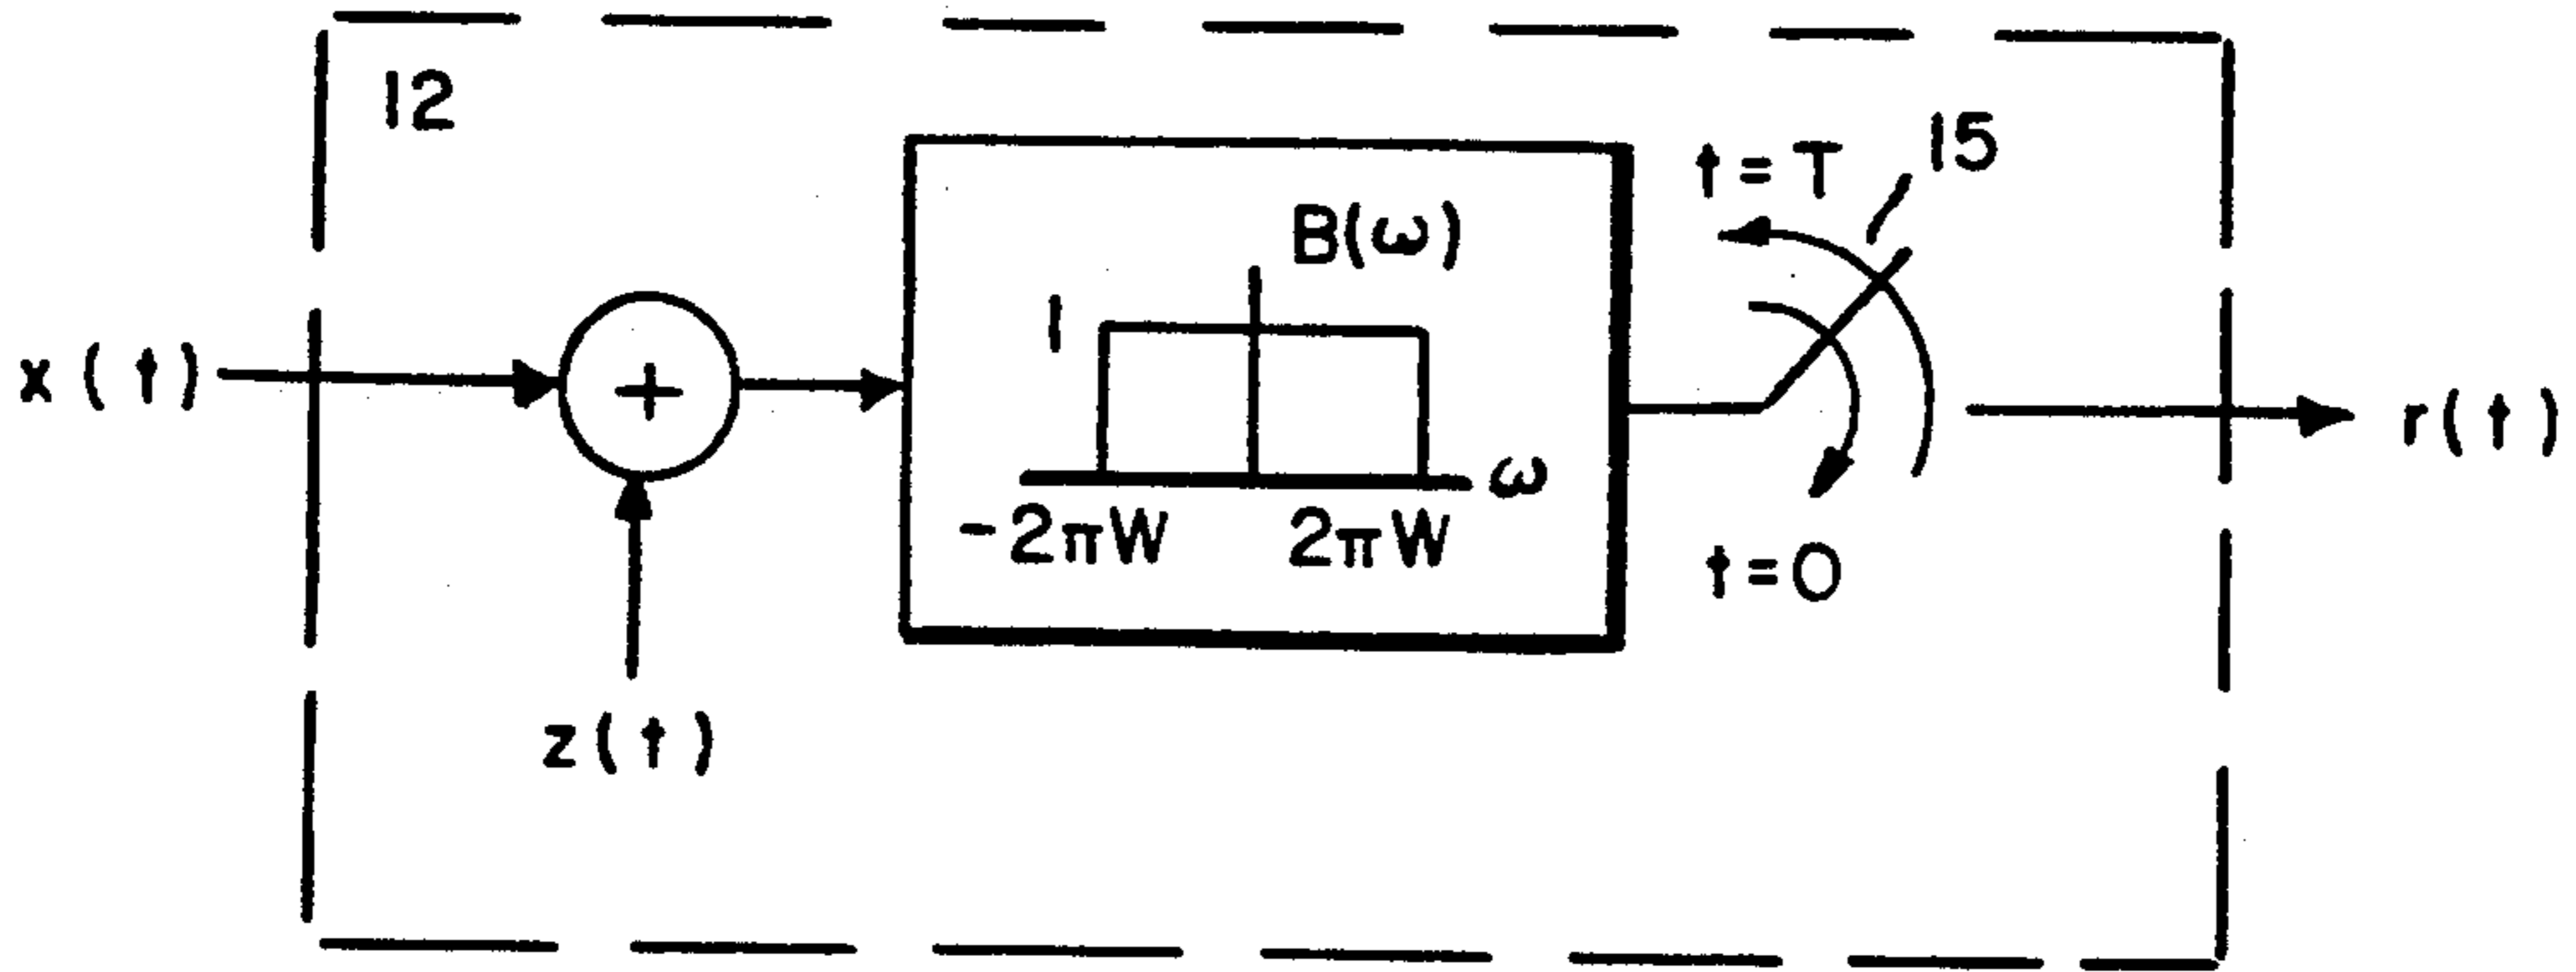 12
15
t = T
B(ω)
1
x(t)
+
r(t)
ω
-2πW
2πW
t = 0
z(t)